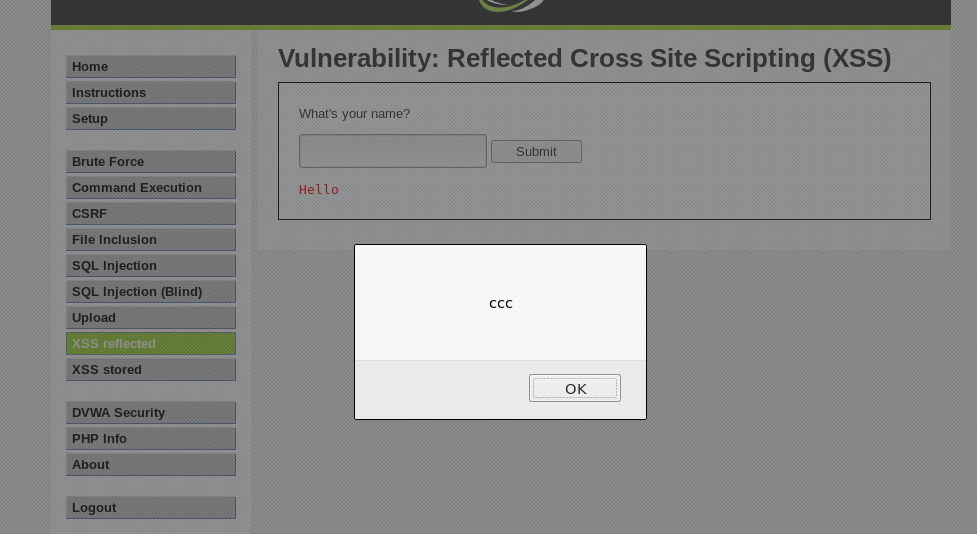 Home
Instructions
Setup
Brute Force
Command Execution
CSRF
File Inclusion
SQL Injection
SQL Injection (Blind)
Upload
XSS reflected
XSS stored
DVWA Security
PHP Info
About
Logout
Vulnerability: Reflected Cross Site Scripting (XSS)
What's your name?
Submit
Hello
ccc
OK